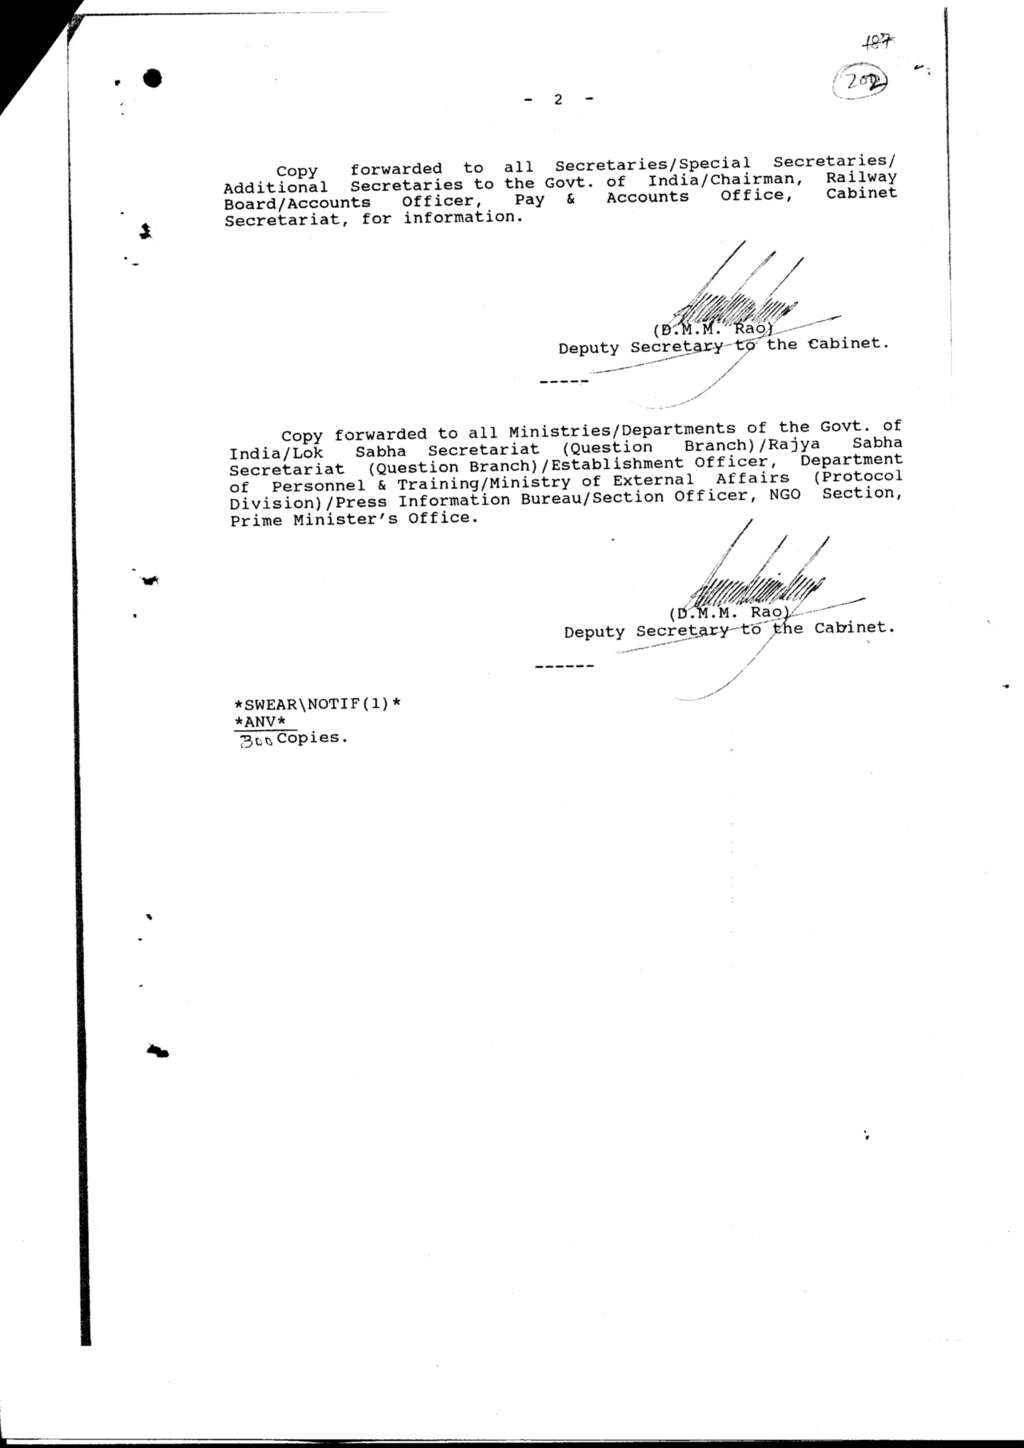 187
202
- 2 -
Copy forwarded to all Secretaries/Special Secretaries/
Additional Secretaries to the Govt. of India/Chairman, Railway
Board/Accounts Officer, Pay & Accounts Office, Cabinet
Secretariat, for information.
(D.M.M. Rao)
Deputy Secretary to the Cabinet.
-----
Copy forwarded to all Ministries/Departments of the Govt. of
India/Lok Sabha Secretariat (Question Branch)/Rajya Sabha
Secretariat (Question Branch)/Establishment Officer, Department
of Personnel & Training/Ministry of External Affairs (Protocol
Division)/Press Information Bureau/Section Officer, NGO Section,
Prime Minister's Office.
(D.M.M. Rao)
Deputy Secretary to the Cabinet.
------
*SWEAR\NOTIF(1)*
*ANV*
300 Copies.